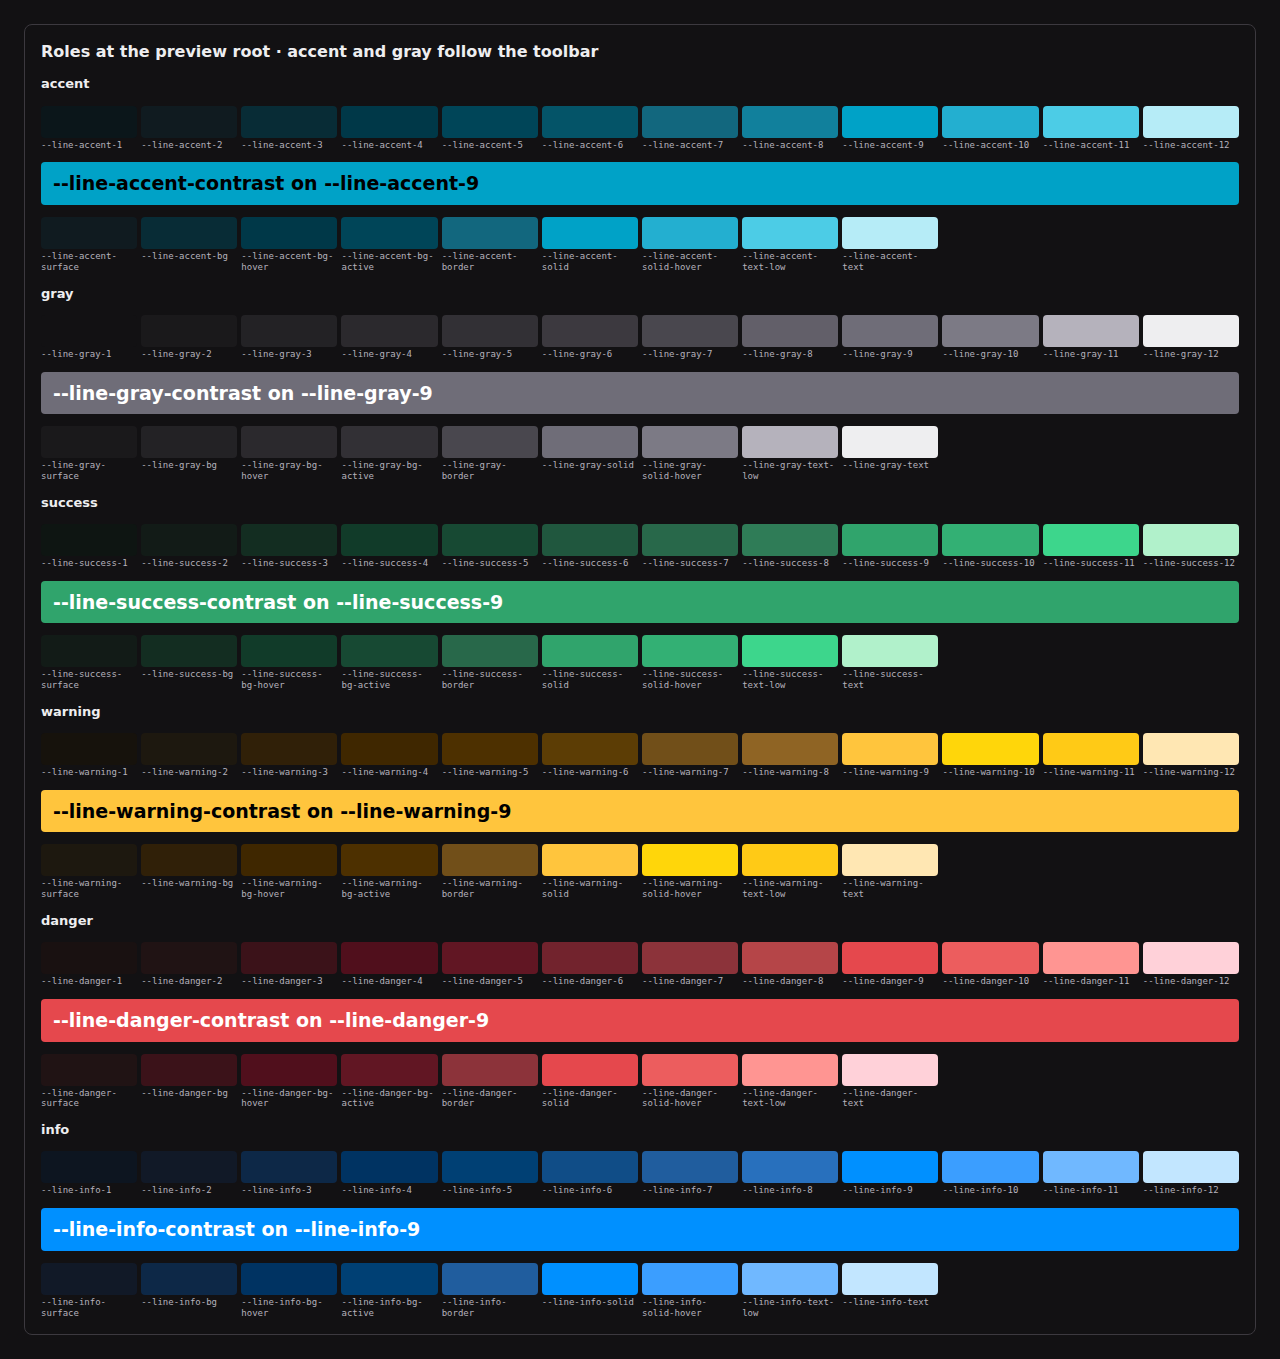 Roles at the preview root · accent and gray follow the toolbar
accent
--line-accent-1 --line-accent-2 --line-accent-3 --line-accent-4 --line-accent-5 --line-accent-6 --line-accent-7 --line-accent-8 --line-accent-9 --line-accent-10 --line-accent-11 --line-accent-12
--line-accent-contrast on --line-accent-9
--line-accent- --line-accent-bg --line-accent-bg- --line-accent-bg- --line-accent- --line-accent- --line-accent- --line-accent- --line-accent-
surface hover active border solid solid-hover text-low text
gray
--line-gray-1 --line-gray-2 --line-gray-3 --line-gray-4 --line-gray-5 --line-gray-6 --line-gray-7 --line-gray-8 --line-gray-9 --line-gray-10 --line-gray-11 --line-gray-12
--line-gray-contrast on --line-gray-9
--line-gray- --line-gray-bg --line-gray-bg- --line-gray-bg- --line-gray- --line-gray-solid --line-gray- --line-gray-text- --line-gray-text
surface hover active border solid-hover low
success
--line-success-1 --line-success-2 --line-success-3 --line-success-4 --line-success-5 --line-success-6 --line-success-7 --line-success-8 --line-success-9 --line-success-10 --line-success-11 --line-success-12
--line-success-contrast on --line-success-9
--line-success- --line-success-bg --line-success- --line-success- --line-success- --line-success- --line-success- --line-success- --line-success-
surface bg-hover bg-active border solid solid-hover text-low text
warning
--line-warning-1 --line-warning-2 --line-warning-3 --line-warning-4 --line-warning-5 --line-warning-6 --line-warning-7 --line-warning-8 --line-warning-9 --line-warning-10 --line-warning-11 --line-warning-12
--line-warning-contrast on --line-warning-9
--line-warning- --line-warning-bg --line-warning- --line-warning- --line-warning- --line-warning- --line-warning- --line-warning- --line-warning-
surface bg-hover bg-active border solid solid-hover text-low text
danger
--line-danger-1 --line-danger-2 --line-danger-3 --line-danger-4 --line-danger-5 --line-danger-6 --line-danger-7 --line-danger-8 --line-danger-9 --line-danger-10 --line-danger-11 --line-danger-12
--line-danger-contrast on --line-danger-9
--line-danger- --line-danger-bg --line-danger-bg- --line-danger-bg- --line-danger- --line-danger- --line-danger- --line-danger- --line-danger-
surface hover active border solid solid-hover text-low text
info
--line-info-1 --line-info-2 --line-info-3 --line-info-4 --line-info-5 --line-info-6 --line-info-7 --line-info-8 --line-info-9 --line-info-10 --line-info-11 --line-info-12
--line-info-contrast on --line-info-9
--line-info- --line-info-bg --line-info-bg- --line-info-bg- --line-info- --line-info-solid --line-info- --line-info-text- --line-info-text
surface hover active border solid-hover low